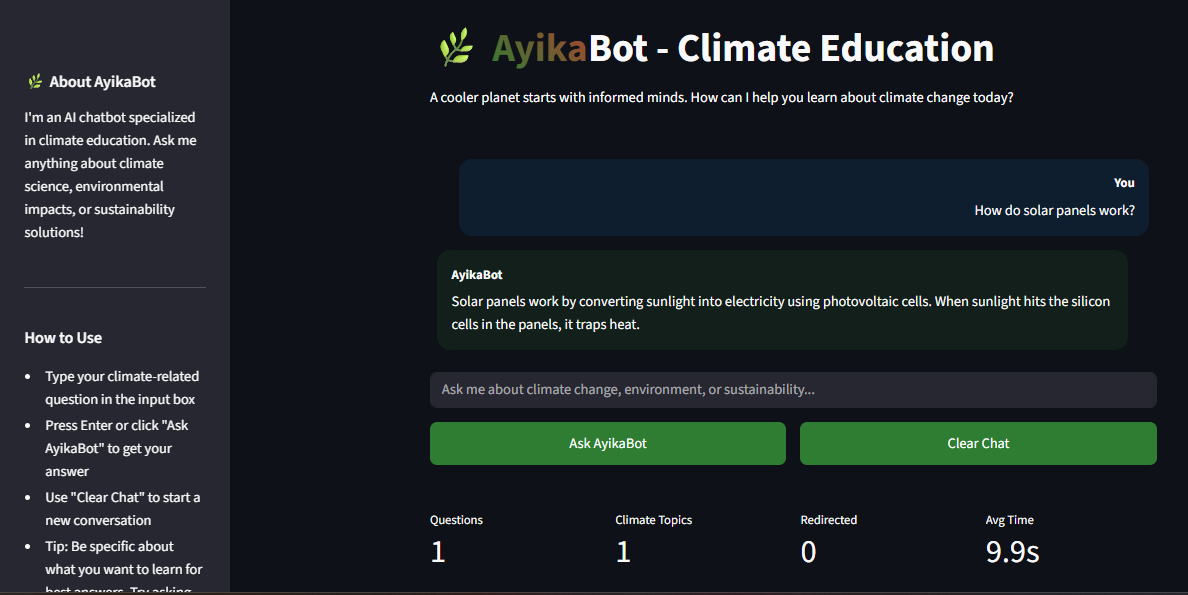 About AyikaBot
I'm an AI chatbot specialized
in climate education. Ask me
anything about climate
science, environmental
impacts, or sustainability
solutions!
How to Use
• Type your climate-related
question in the input box
• Press Enter or click "Ask
AyikaBot" to get your
answer
• Use "Clear Chat" to start a
new conversation
• Tip: Be specific about
what you want to learn for
best answers. Try asking
AyikaBot - Climate Education
A cooler planet starts with informed minds. How can I help you learn about climate change today?
You
How do solar panels work?
AyikaBot
Solar panels work by converting sunlight into electricity using photovoltaic cells. When sunlight hits the silicon
cells in the panels, it traps heat.
Ask me about climate change, environment, or sustainability...
Ask AyikaBot
Clear Chat
Questions
1
Climate Topics
1
Redirected
0
Avg Time
9.9s